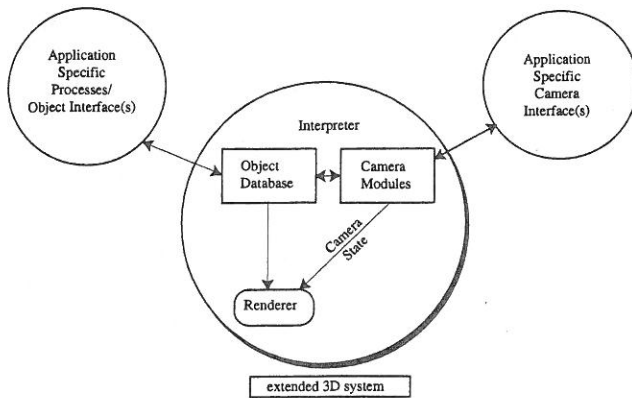 Application
Specific
Processes/
Object Interface(s)
Application
Specific
Camera
Interface(s)
Interpreter
Object
Database
Camera
Modules
Camera
State
Renderer
extended 3D system